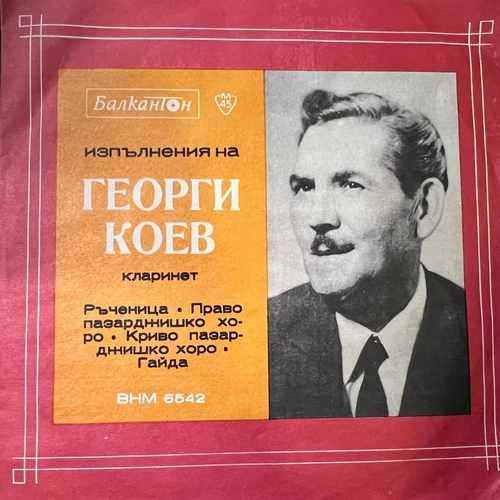 Балкантон
М
45
изпълнения на
ГЕОРГИ
КОЕВ
кларинет
Ръченица • Право
пазарджишко хо-
ро • Криво пазар-
джишко хоро •
Гайда
ВНМ 6542